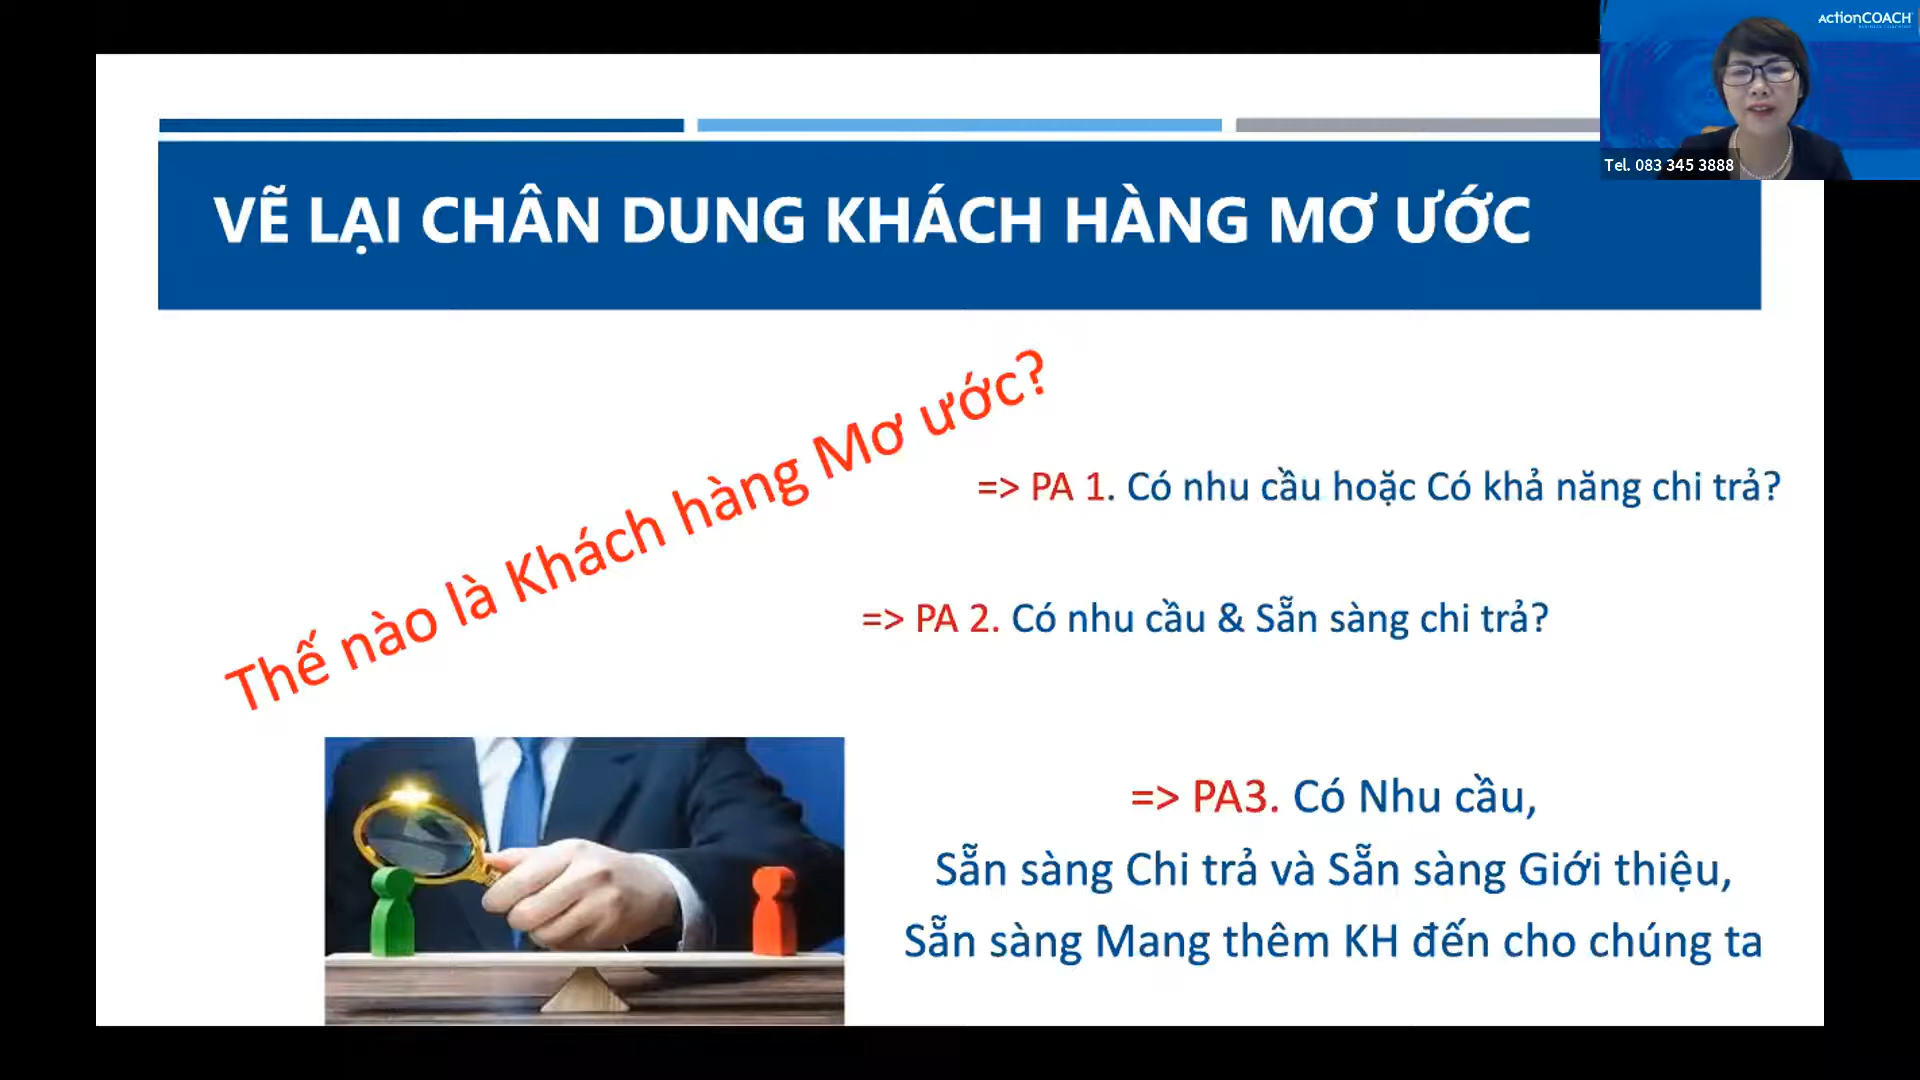 ActionCOACH
Tel. 083 345 3888
VẼ LẠI CHÂN DUNG KHÁCH HÀNG MƠ ƯỚC
Thế nào là Khách hàng Mơ ước?
=> PA 1. Có nhu cầu hoặc Có khả năng chi trả?
=> PA 2. Có nhu cầu & Sẵn sàng chi trả?
=> PA3. Có Nhu cầu,
Sẵn sàng Chi trả và Sẵn sàng Giới thiệu,
Sẵn sàng Mang thêm KH đến cho chúng ta